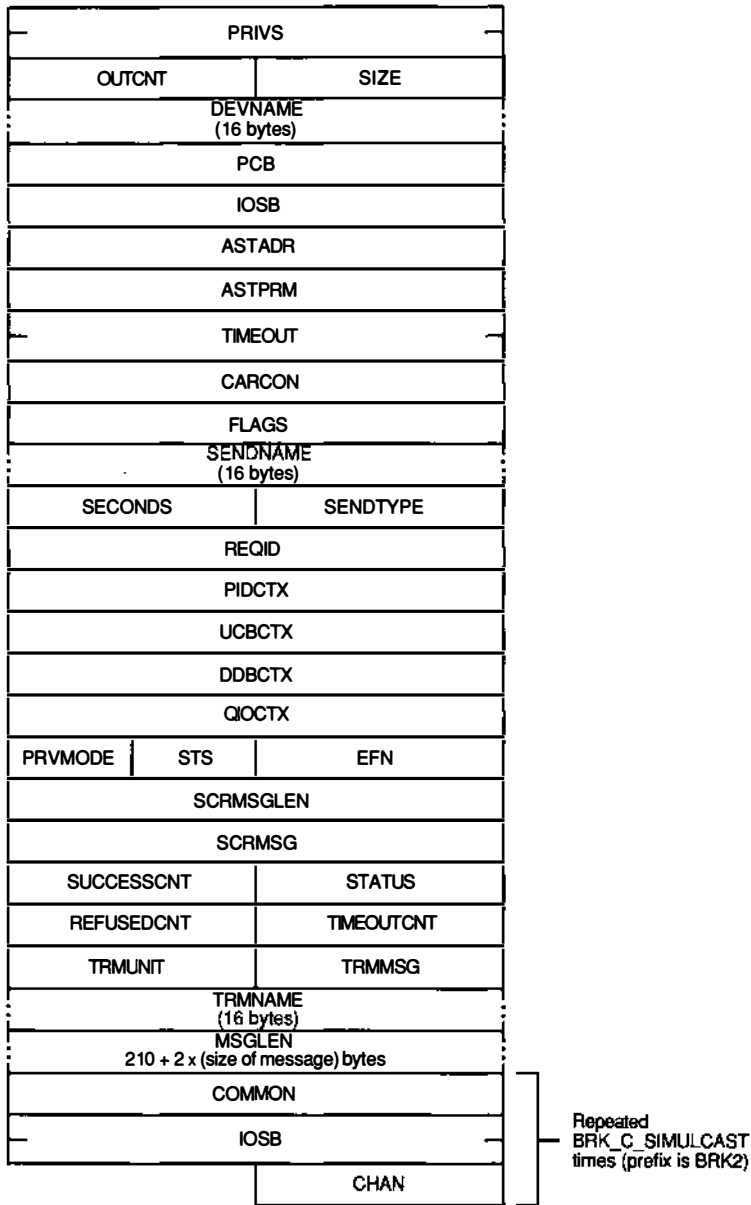 PRIVS
OUTCNT SIZE
DEVNAME
(16 bytes)
PCB
IOSB
ASTADR
ASTPRM
TIMEOUT
CARCON
FLAGS
SENDNAME
(16 bytes)
SECONDS SENDTYPE
REQID
PIDCTX
UCBCTX
DDBCTX
QIOCTX
PRVMODE STS EFN
SCRMSGLEN
SCRMSG
SUCCESSCNT STATUS
REFUSEDCNT TIMEOUTCNT
TRMUNIT TRMMSG
TRMNAME
(16 bytes)
MSGLEN
210 + 2 x (size of message) bytes
COMMON
IOSB
CHAN
Repeated
BRK_C_SIMULCAST
times (prefix is BRK2)